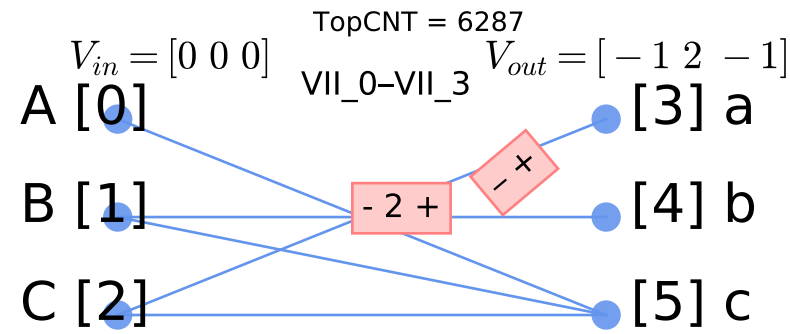 TopCNT = 6287
V_in = [0 0 0]
V_out = [ − 1 2 − 1]
VII_0–VII_3
A [0]
[3] a
− +
B [1]
- 2 +
[4] b
C [2]
[5] c